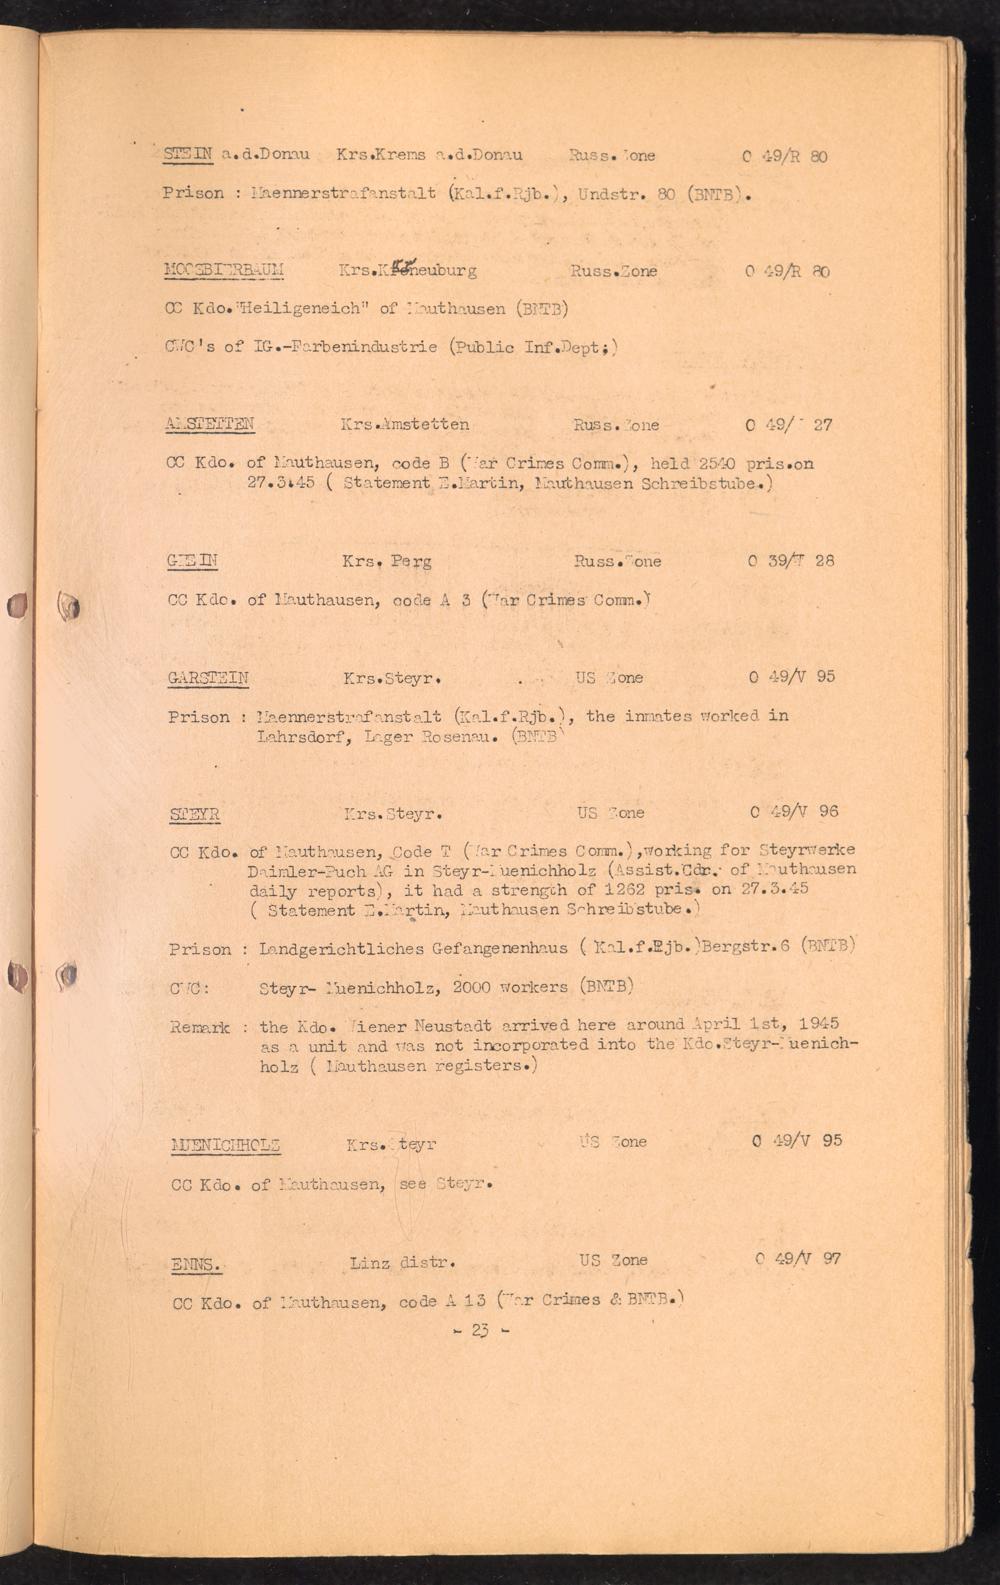 STEIN a.d.Donau Krs.Krems a.d.Donau Russ.Zone O 49/R 80
Prison : Maennerstrafanstalt (Kal.f.Rjb.), Undstr. 80 (BNTB).
MOOSBIERBAUM Krs.Korneuburg Russ.Zone O 49/R 80
CC Kdo."Heiligeneich" of Mauthausen (BNTB)
CWC's of IG.-Farbenindustrie (Public Inf.Dept;)
AMSTETTEN Krs.Amstetten Russ.Zone O 49/ 27
CC Kdo. of Mauthausen, code B (War Crimes Comm.), held 2540 pris.on
27.3.45 ( Statement E.Martin, Mauthausen Schreibstube.)
Krs. Perg Russ.Zone O 39/T 28
CC Kdo. of Mauthausen, code A 3 (War Crimes Comm.)
GARSTEIN Krs.Steyr. US Zone O 49/V 95
Prison : Maennerstrafanstalt (Kal.f.Rjb.), the inmates worked in
Lahrsdorf, Lager Rosenau. (BNTB)
STEYR Krs.Steyr. US Zone O 49/V 96
CC Kdo. of Mauthausen, Code T (War Crimes Comm.),working for Steyrwerke
Daimler-Puch AG in Steyr-Muenichholz (Assist.Cdr. of Mauthausen
daily reports), it had a strength of 1262 pris. on 27.3.45
( Statement E.Martin, Mauthausen Schreibstube.)
Prison : Landgerichtliches Gefangenenhaus ( Kal.f.Rjb.)Bergstr.6 (BNTB)
CWC: Steyr- Muenichholz, 2000 workers (BNTB)
Remark : the Kdo. Wiener Neustadt arrived here around April 1st, 1945
as a unit and was not incorporated into the Kdo.Steyr-Muenich-
holz ( Mauthausen registers.)
MUENICHHOLZ Krs.Steyr US Zone O 49/V 95
CC Kdo. of Mauthausen, see Steyr.
ENNS. Linz distr. US Zone O 49/V 97
CC Kdo. of Mauthausen, code A 13 (War Crimes & BNTB.)
- 23 -